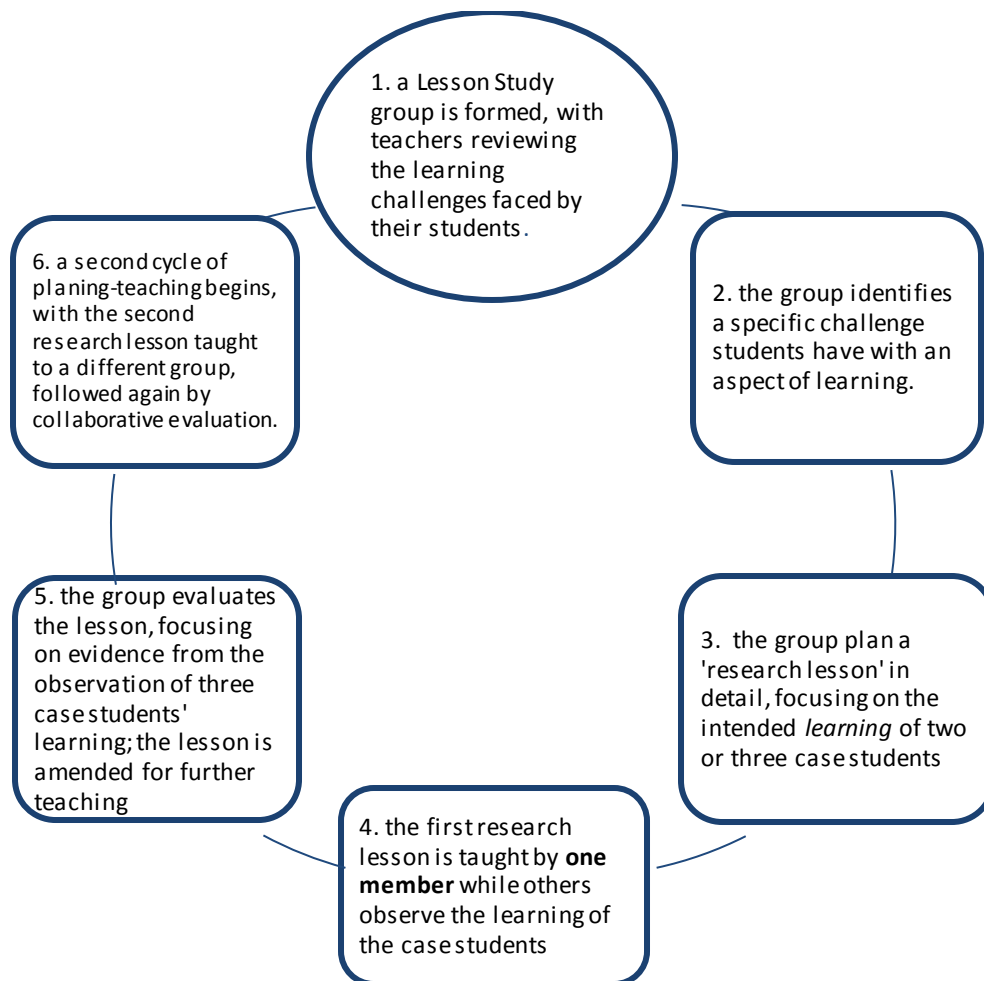 1. a Lesson Study
group is formed, with
teachers reviewing
the learning
challenges faced by
their students.
2. the group identifies
a specific challenge
students have with an
aspect of learning.
3. the group plan a
'research lesson' in
detail, focusing on the
intended learning of two
or three case students
4. the first research
lesson is taught by one
member while others
observe the learning of
the case students
5. the group evaluates
the lesson, focusing
on evidence from the
observation of three
case students'
learning; the lesson is
amended for further
teaching
6. a second cycle of
planing-teaching begins,
with the second
research lesson taught
to a different group,
followed again by
collaborative evaluation.